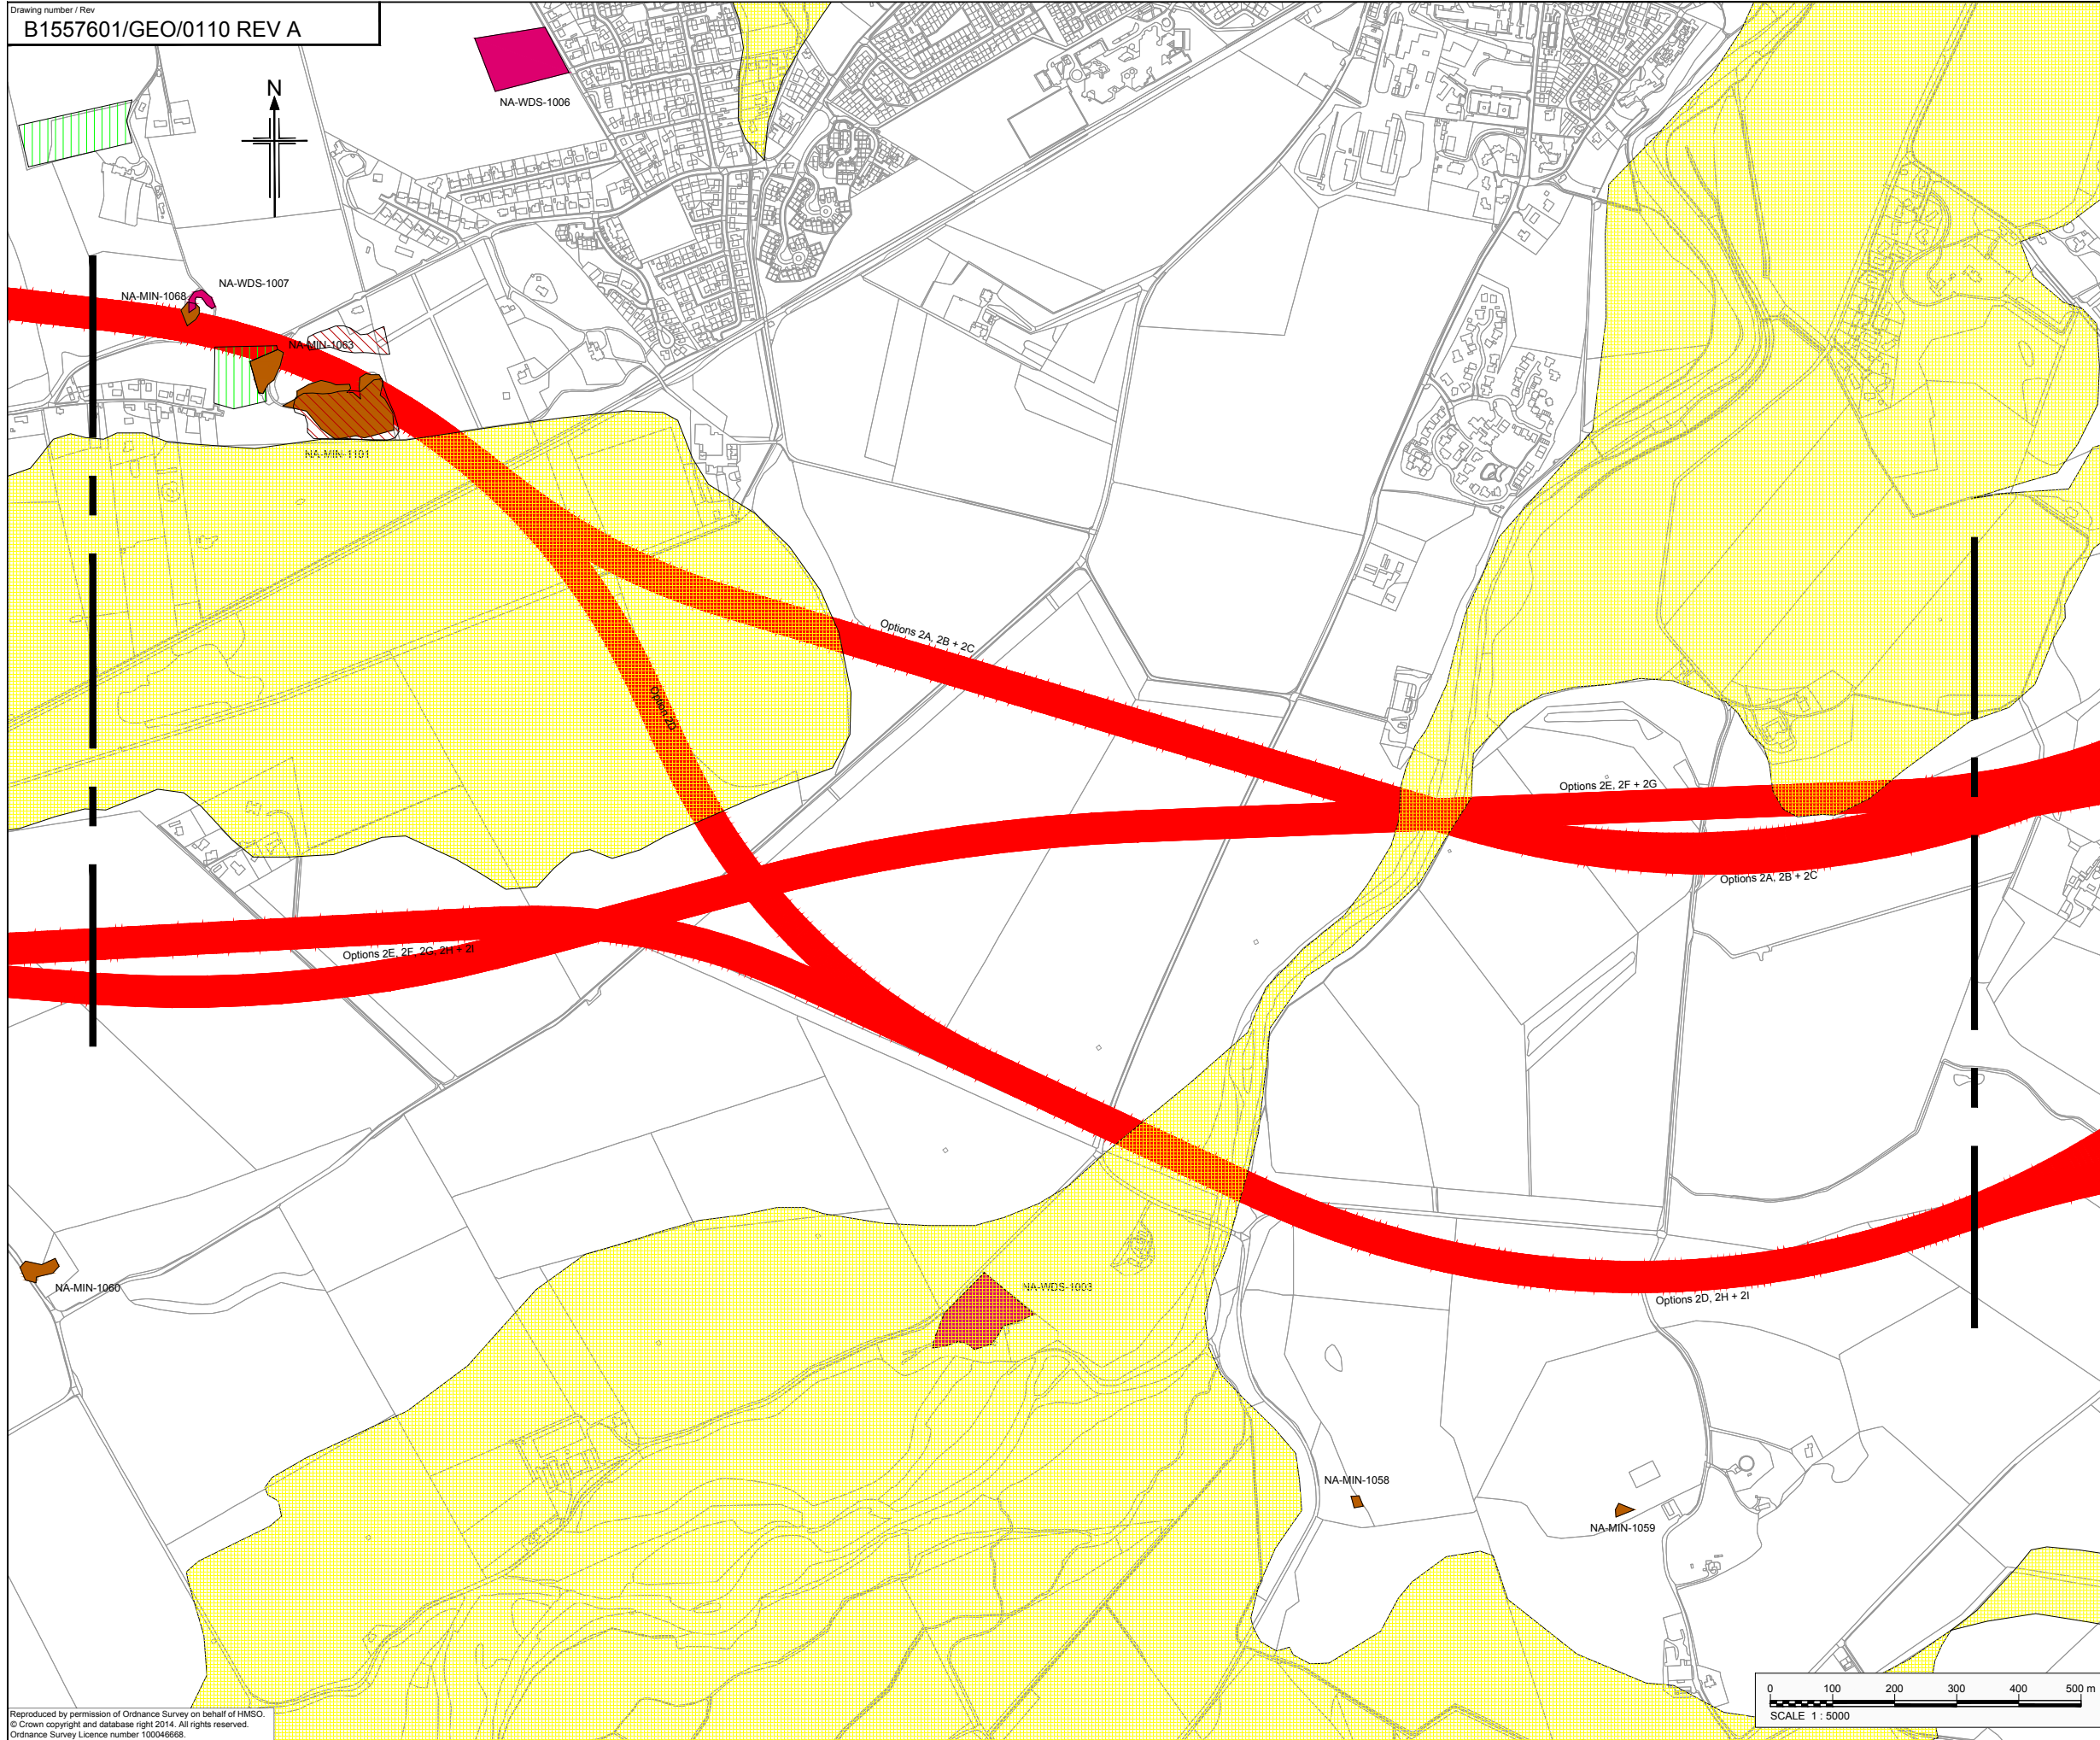 Drawing number / Rev
B1557601/GEO/0110 REV A
N
NA-WDS-1006
NA-WDS-1007
NA-MIN-1068
NA-MIN-1063
NA-MIN-1101
Options 2A, 2B + 2C
Option 2D
Options 2E, 2F + 2G
Options 2A, 2B + 2C
Options 2E, 2F, 2G, 2H + 2I
NA-MIN-1060
NA-WDS-1003
Options 2D, 2H + 2I
NA-MIN-1058
NA-MIN-1059
0 100 200 300 400 500 m
SCALE 1 : 5000
Reproduced by permission of Ordnance Survey on behalf of HMSO.
© Crown copyright and database right 2014. All rights reserved.
Ordnance Survey Licence number 100046668.